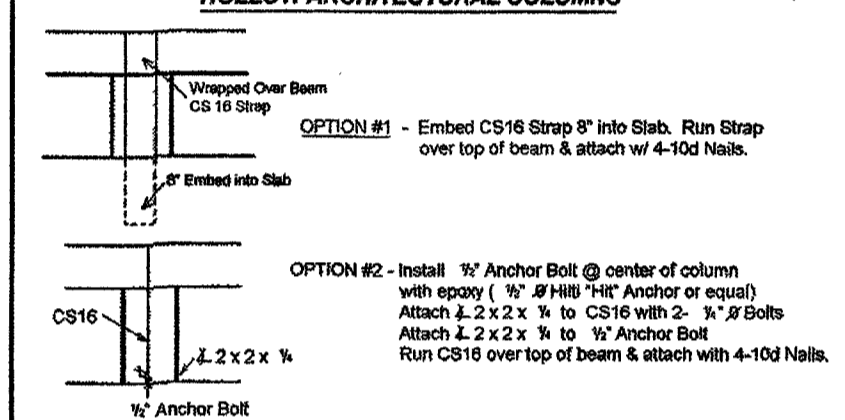 HOLLOW ARCHITECTURAL COLUMNS
Wrapped Over Beam
CS 16 Strap
OPTION #1 - Embed CS16 Strap 8" into Slab. Run Strap
over top of beam & attach w/ 4-10d Nails.
8" Embed into Slab
OPTION #2 - Install ½" Anchor Bolt @ center of column
with epoxy ( ½" Ø Hilti "Hit" Anchor or equal)
Attach ∠ 2 x 2 x ¼ to CS16 with 2- ¼" Ø Bolts
Attach ∠ 2 x 2 x ¼ to ½" Anchor Bolt
Run CS16 over top of beam & attach with 4-10d Nails.
CS16
∠ 2 x 2 x ¼
½" Anchor Bolt